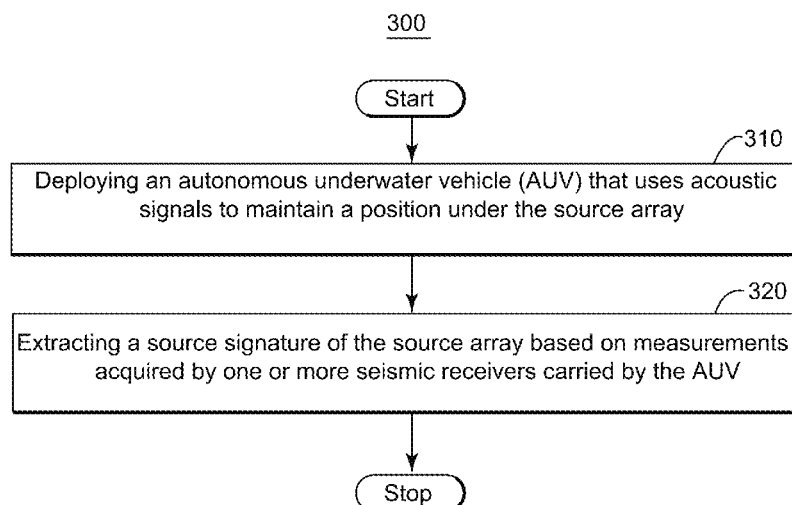 300
Start
310
Deploying an autonomous underwater vehicle (AUV) that uses acoustic
signals to maintain a position under the source array
320
Extracting a source signature of the source array based on measurements
acquired by one or more seismic receivers carried by the AUV
Stop